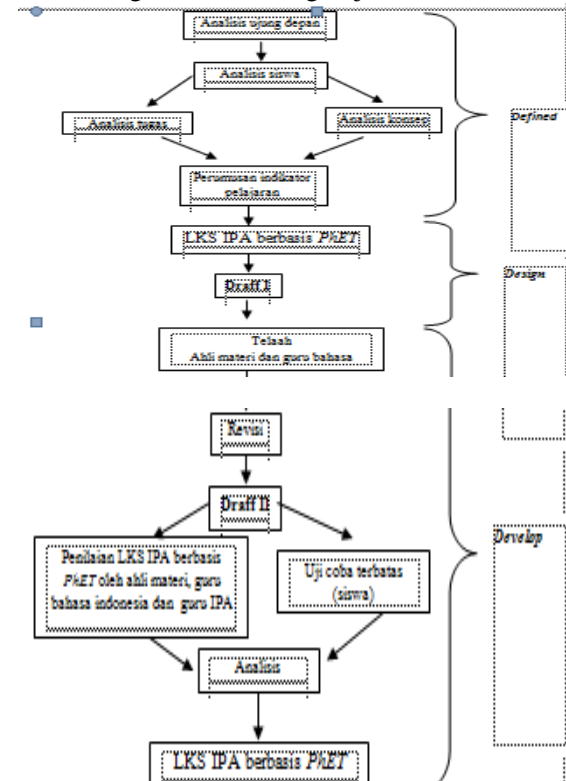 Analisis ujung depan
Analisis siswa
Analisis tugas
Analisis konsep
Defined
Perumusan indikator
pelajaran
LKS IPA berbasis PhET
Design
Draff I
Telaah
Ahli materi dan guru bahasa
Revisi
Draff II
Develop
Penilaian LKS IPA berbasis
PhET oleh ahli materi, guru
bahasa indonesia dan guru IPA
Uji coba terbatas
(siswa)
Analisis
LKS IPA berbasis PhET